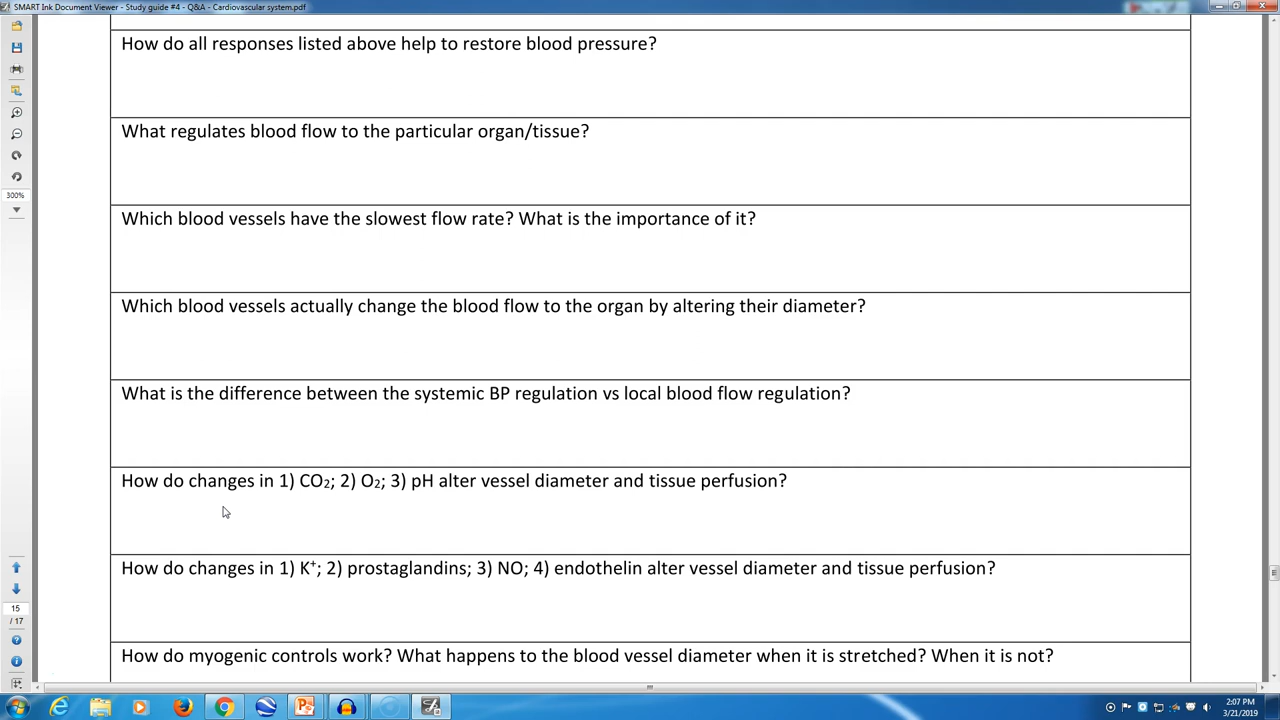 SMART Ink Document Viewer - Study guide #4 - Q&A - Cardiovascular system.pdf
How do all responses listed above help to restore blood pressure?
What regulates blood flow to the particular organ/tissue?
Which blood vessels have the slowest flow rate? What is the importance of it?
Which blood vessels actually change the blood flow to the organ by altering their diameter?
What is the difference between the systemic BP regulation vs local blood flow regulation?
How do changes in 1) CO₂; 2) O₂; 3) pH alter vessel diameter and tissue perfusion?
How do changes in 1) K⁺; 2) prostaglandins; 3) NO; 4) endothelin alter vessel diameter and tissue perfusion?
How do myogenic controls work? What happens to the blood vessel diameter when it is stretched? When it is not?
300%
15
/ 17
2:07 PM
3/21/2019